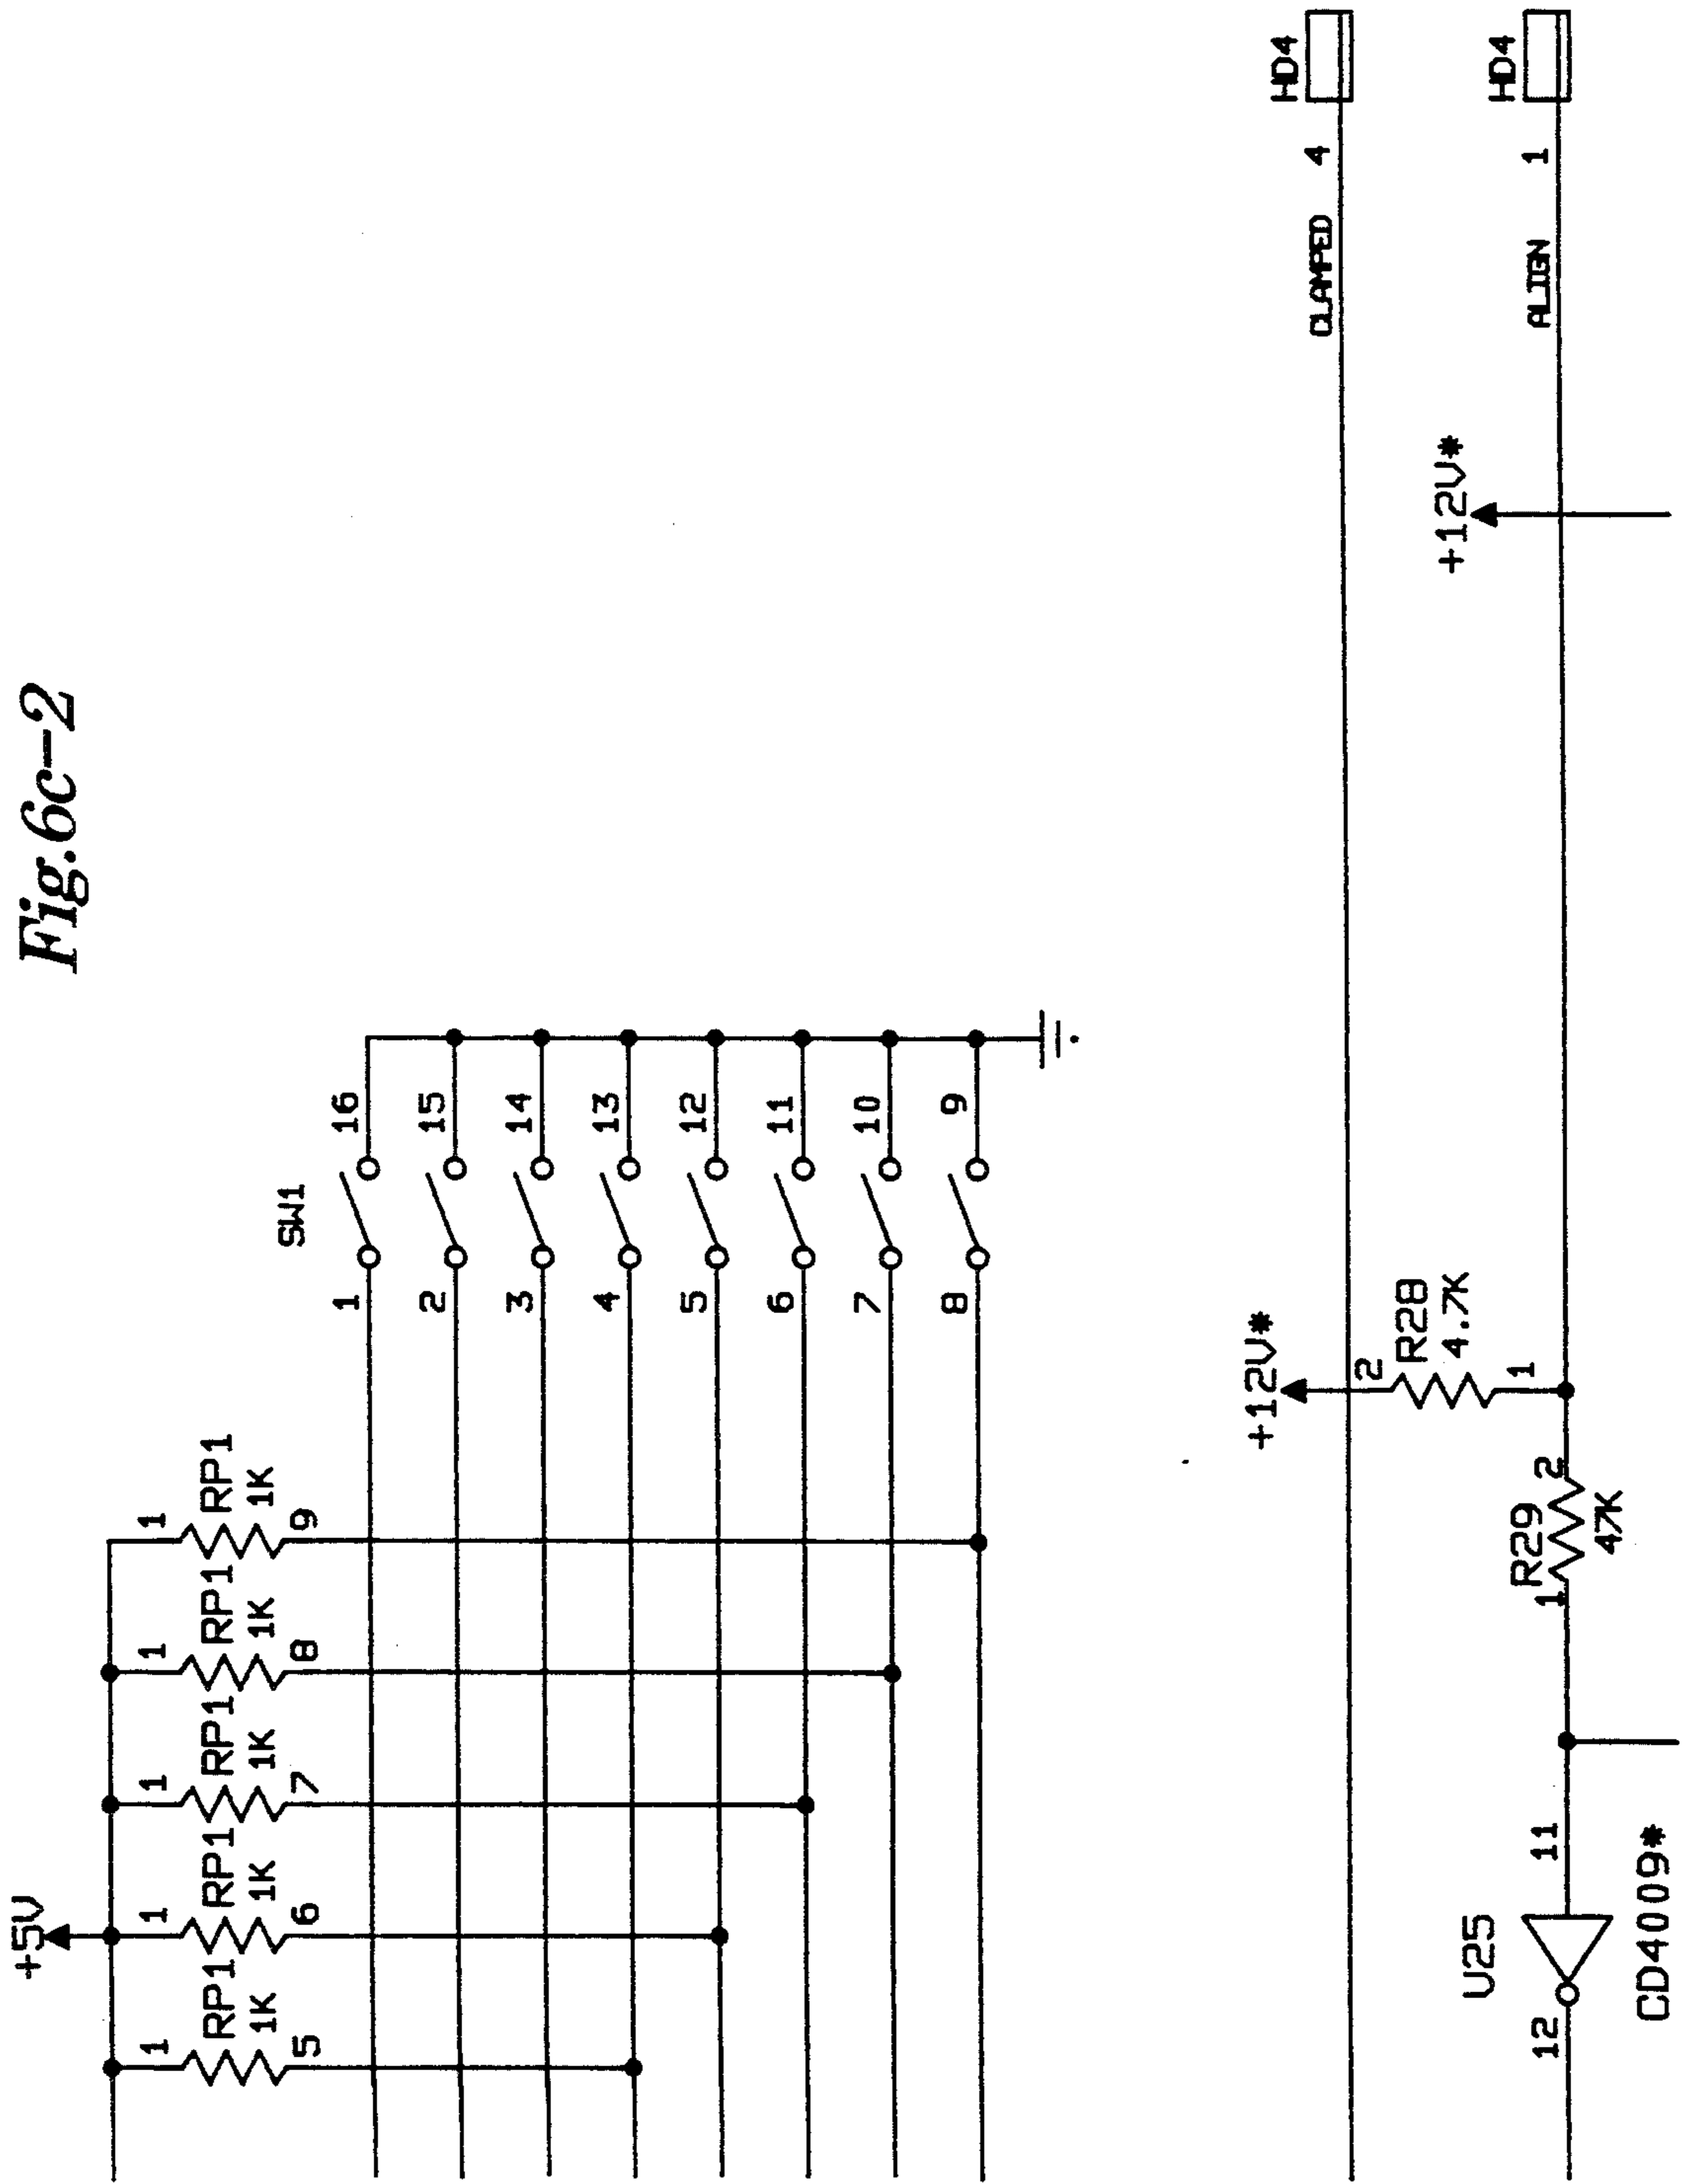 Fig.6c-2
+5V
1 1 1 1 1
RP1 RP1 RP1 RP1 RP1
1K 1K 1K 1K 1K
5 6 7 8 9
SW1
1 16
2 15
3 14
4 13
5 12
6 11
7 10
8 9
+12V*
HD4
CLAMPED 4
2
R28
4.7K
1
+12V*
HD4
ALIGN 1
R29
1 2
47K
U25
12 11
CD4009*